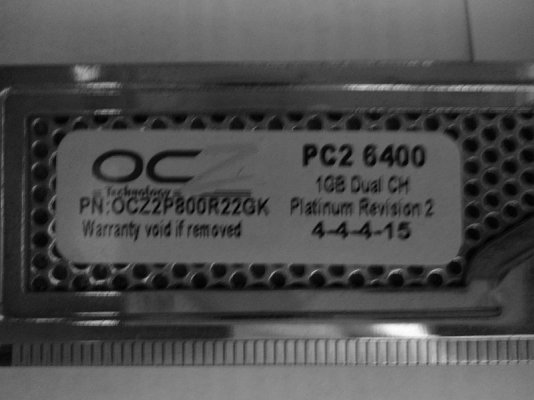 OCZ
Technology
PN:OCZ2P800R22GK
Warranty void if removed
PC2 6400
1GB Dual CH
Platinum Revision 2
4-4-4-15